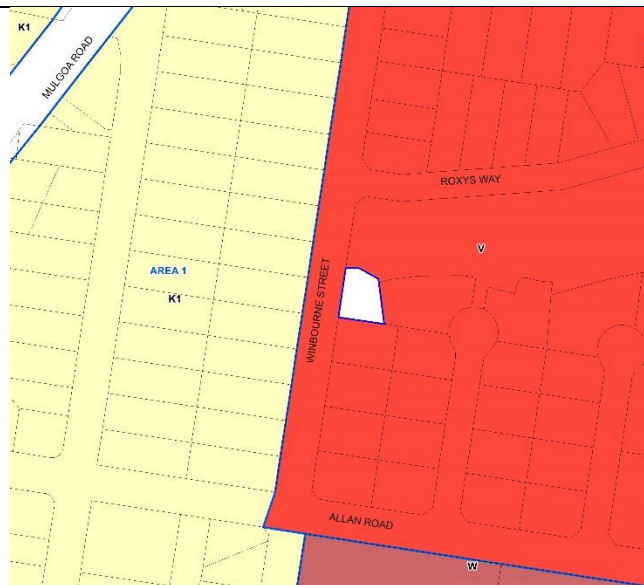 K1
MULGOA ROAD
ROXYS WAY
V
AREA 1
K1
WINBOURNE STREET
ALLAN ROAD
W